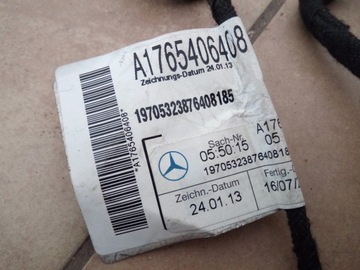 A1765406408
Zeichnungs-Datum 24.01.13
19705323876408185
*A1765406408*
Sach-Nr. A176
05.50.15 05
1970532387640818
Zeichn.-Datum Fertig.-
24.01.13 16/07/